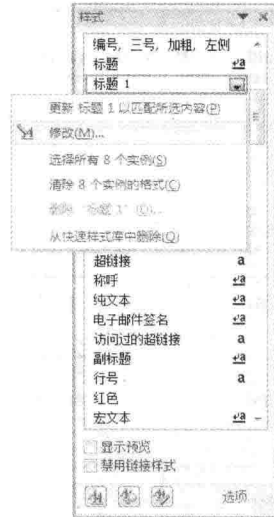 样式
编号，三号，加粗，左侧
标题
标题 1
更新 标题 1 以匹配所选内容(P)
修改(M)...
选择所有 8 个实例(S)
清除 8 个实例的格式(C)
删除 "标题 1" (D)...
从快速样式库中删除(Q)
超链接 a
称呼
纯文本
电子邮件签名
访问过的超链接 a
副标题
行号 a
红色
宏文本
显示预览
禁用链接样式
选项